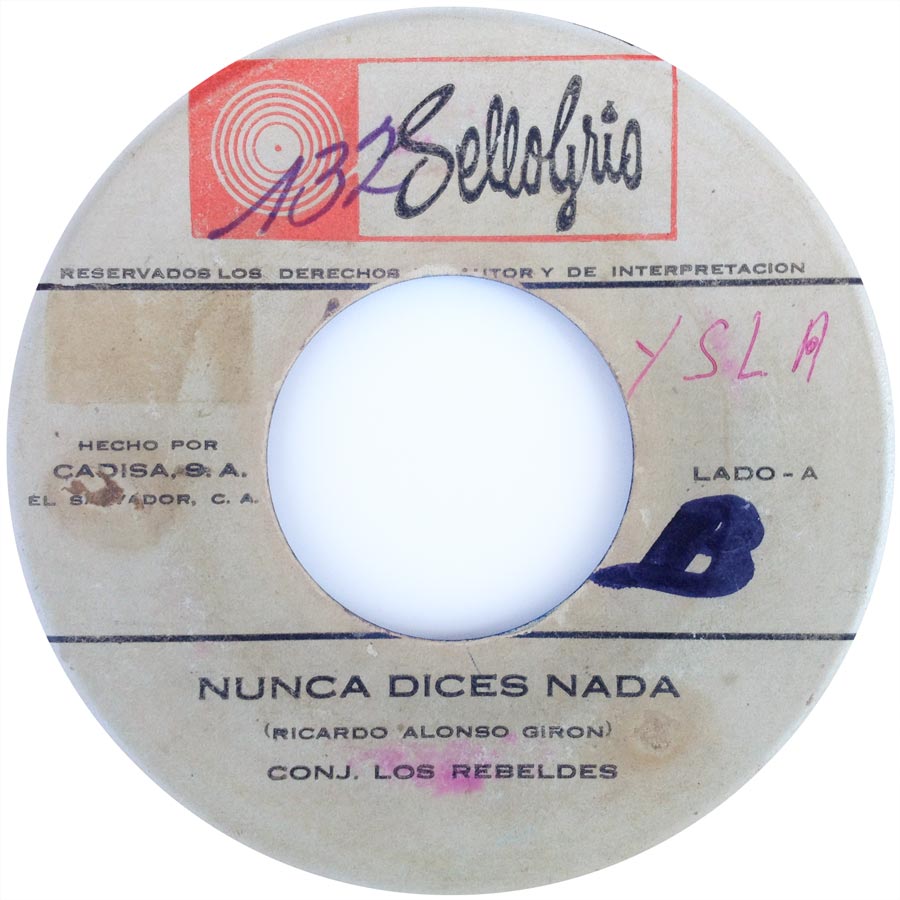 132 SelloGris
RESERVADOS LOS DERECHOS AUTOR Y DE INTERPRETACION
YSLA
HECHO POR
CADISA, S. A.
EL SALVADOR, C. A.
LADO - A
B
NUNCA DICES NADA
(RICARDO ALONSO GIRON)
CONJ. LOS REBELDES